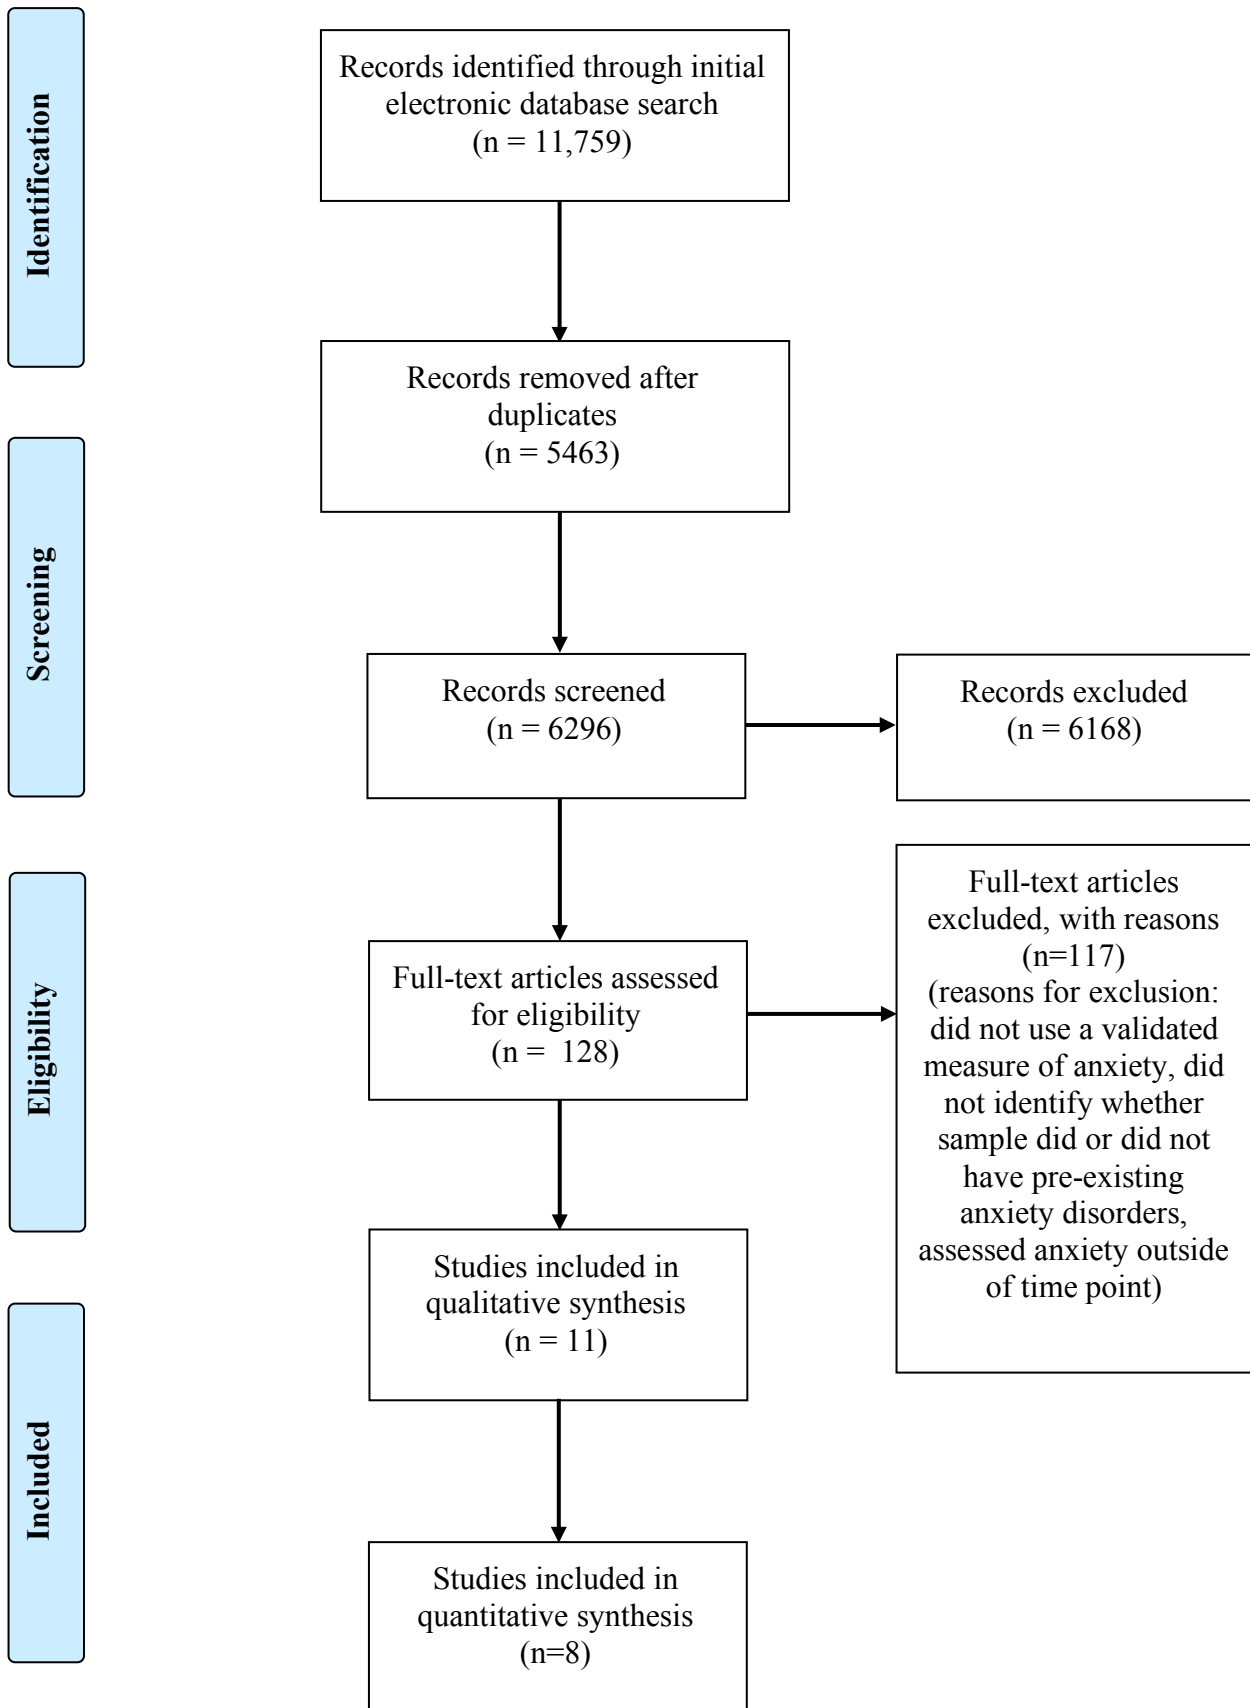 Identification
Records identified through initial
electronic database search
(n = 11,759)
Records removed after
duplicates
(n = 5463)
Screening
Records screened
(n = 6296)
Records excluded
(n = 6168)
Eligibility
Full-text articles assessed
for eligibility
(n = 128)
Full-text articles
excluded, with reasons
(n=117)
(reasons for exclusion:
did not use a validated
measure of anxiety, did
not identify whether
sample did or did not
have pre-existing
anxiety disorders,
assessed anxiety outside
of time point)
Studies included in
qualitative synthesis
(n = 11)
Included
Studies included in
quantitative synthesis
(n=8)